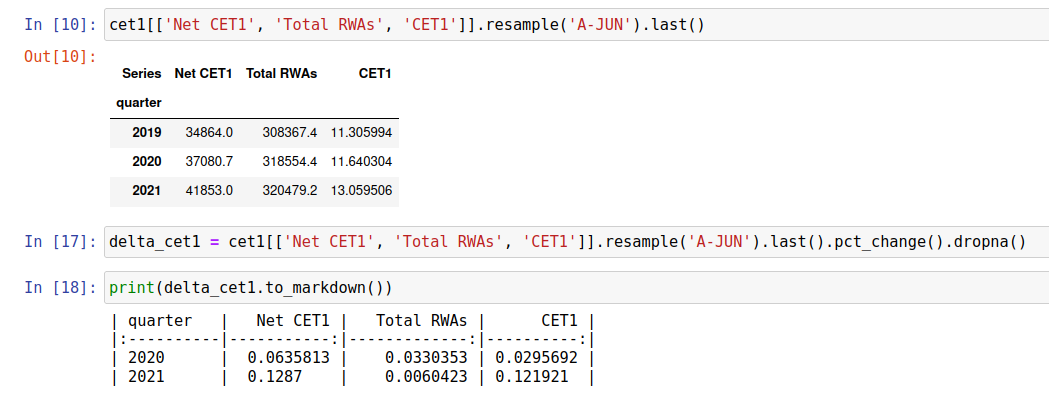 In [10]: cet1[['Net CET1', 'Total RWAs', 'CET1']].resample('A-JUN').last()
Out[10]:
Series Net CET1 Total RWAs CET1
quarter
2019 34864.0 308367.4 11.305994
2020 37080.7 318554.4 11.640304
2021 41853.0 320479.2 13.059506
In [17]: delta_cet1 = cet1[['Net CET1', 'Total RWAs', 'CET1']].resample('A-JUN').last().pct_change().dropna()
In [18]: print(delta_cet1.to_markdown())
| quarter   |   Net CET1 |   Total RWAs |      CET1 |
|:----------|-----------:|-------------:|----------:|
| 2020      |  0.0635813 |    0.0330353 | 0.0295692 |
| 2021      |  0.1287    |    0.0060423 | 0.121921  |